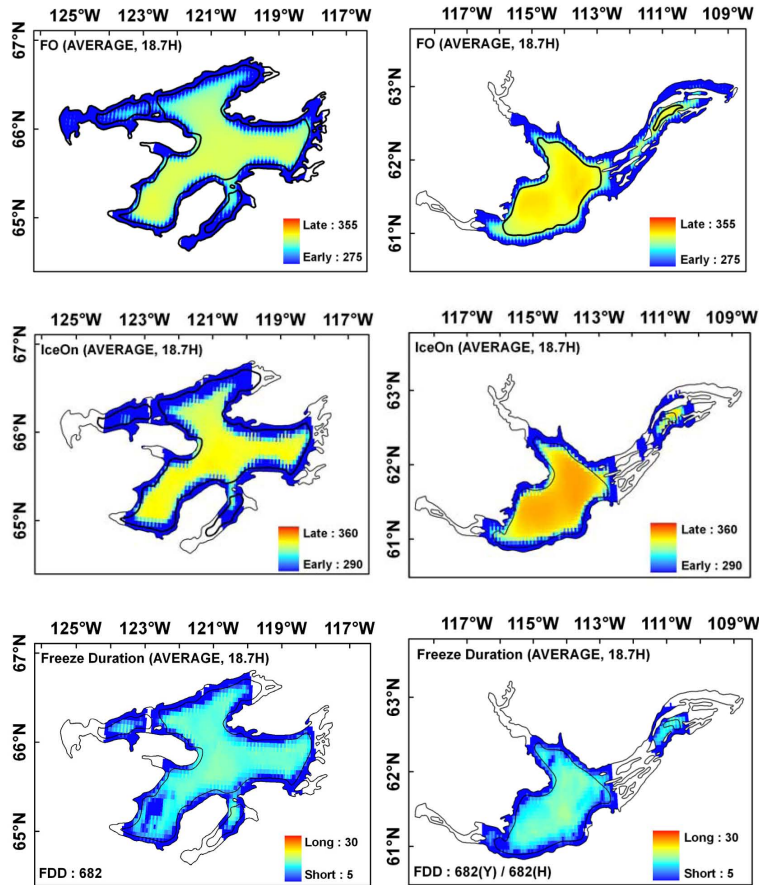 125°W 123°W 121°W 119°W 117°W
67°N
66°N
65°N
FO (AVERAGE, 18.7H)
Late : 355
Early : 275
117°W 115°W 113°W 111°W 109°W
63°N
62°N
61°N
FO (AVERAGE, 18.7H)
Late : 355
Early : 275
125°W 123°W 121°W 119°W 117°W
67°N
66°N
65°N
IceOn (AVERAGE, 18.7H)
Late : 360
Early : 290
117°W 115°W 113°W 111°W 109°W
63°N
62°N
61°N
IceOn (AVERAGE, 18.7H)
Late : 360
Early : 290
125°W 123°W 121°W 119°W 117°W
67°N
66°N
65°N
Freeze Duration (AVERAGE, 18.7H)
Long : 30
Short : 5
FDD : 682
117°W 115°W 113°W 111°W 109°W
63°N
62°N
61°N
Freeze Duration (AVERAGE, 18.7H)
Long : 30
Short : 5
FDD : 682(Y) / 682(H)